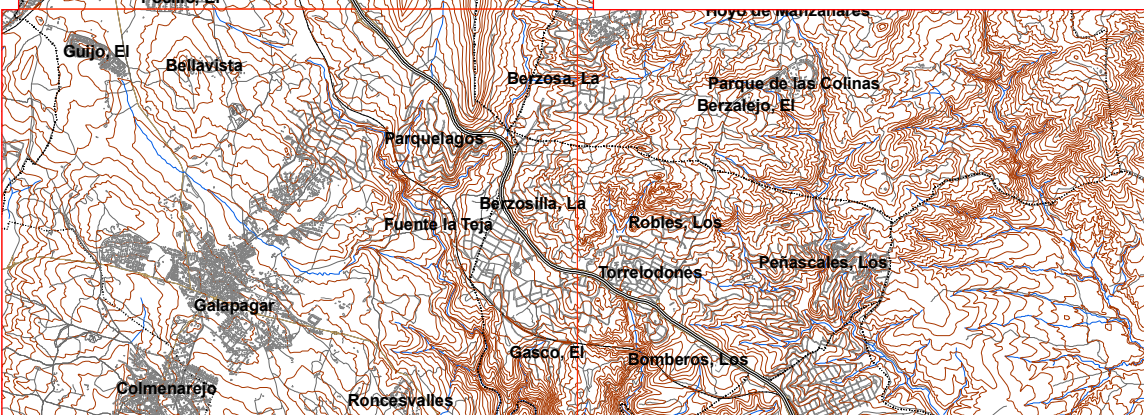 Hoyo de Manzanares
Guijo, El
Bellavista
Berzosa, La
Parque de las Colinas
Berzalejo, El
Parquelagos
Berzosilla, La
Fuente la Teja
Robles, Los
Peñascales, Los
Torrelodones
Galapagar
Gasco, El
Bomberos, Los
Colmenarejo
Roncesvalles